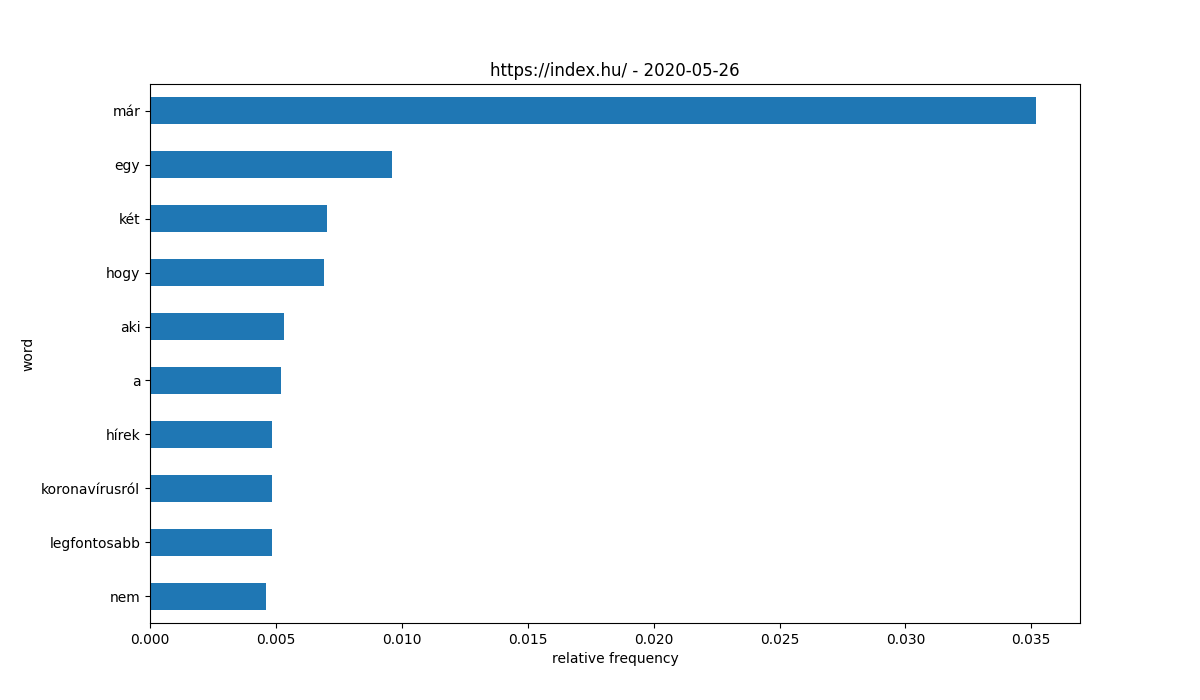 https://index.hu/ - 2020-05-26
már
egy
két
hogy
aki
a
hírek
koronavírusról
legfontosabb
nem
word
0.000 0.005 0.010 0.015 0.020 0.025 0.030 0.035
relative frequency